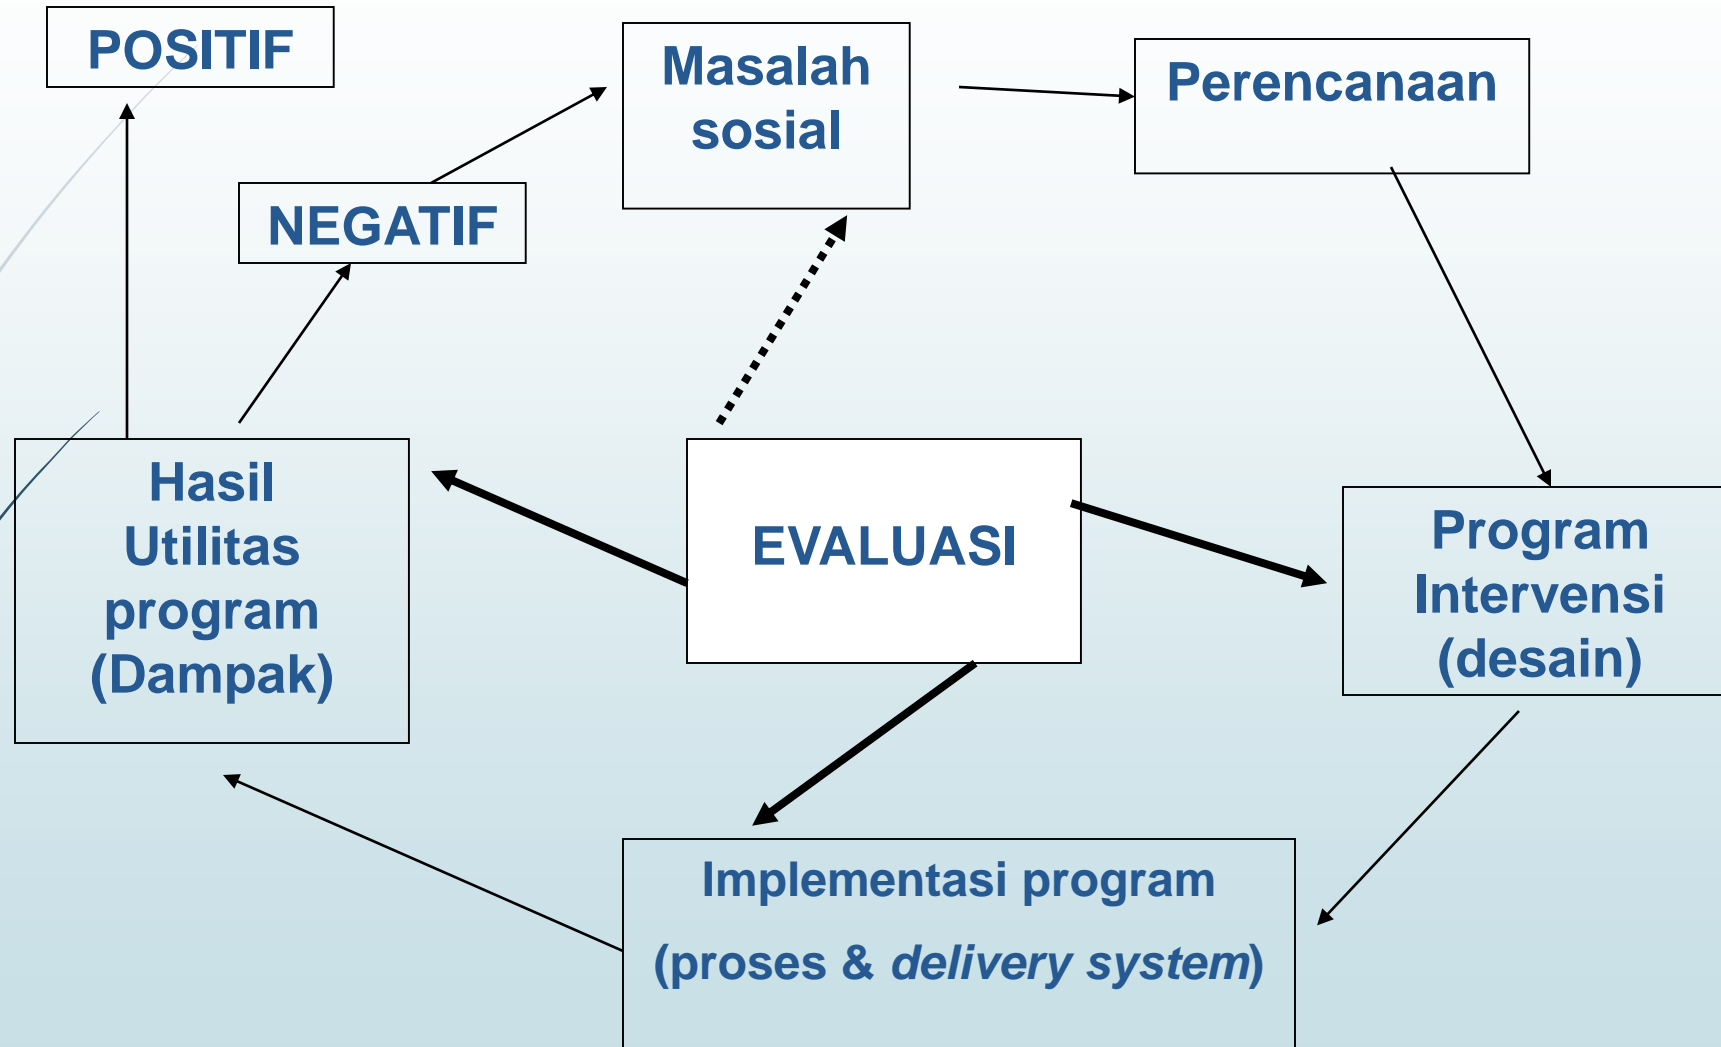 POSITIF
Masalah
sosial
Perencanaan
NEGATIF
Hasil
Utilitas
program
(Dampak)
EVALUASI
Program
Intervensi
(desain)
Implementasi program
(proses & delivery system)